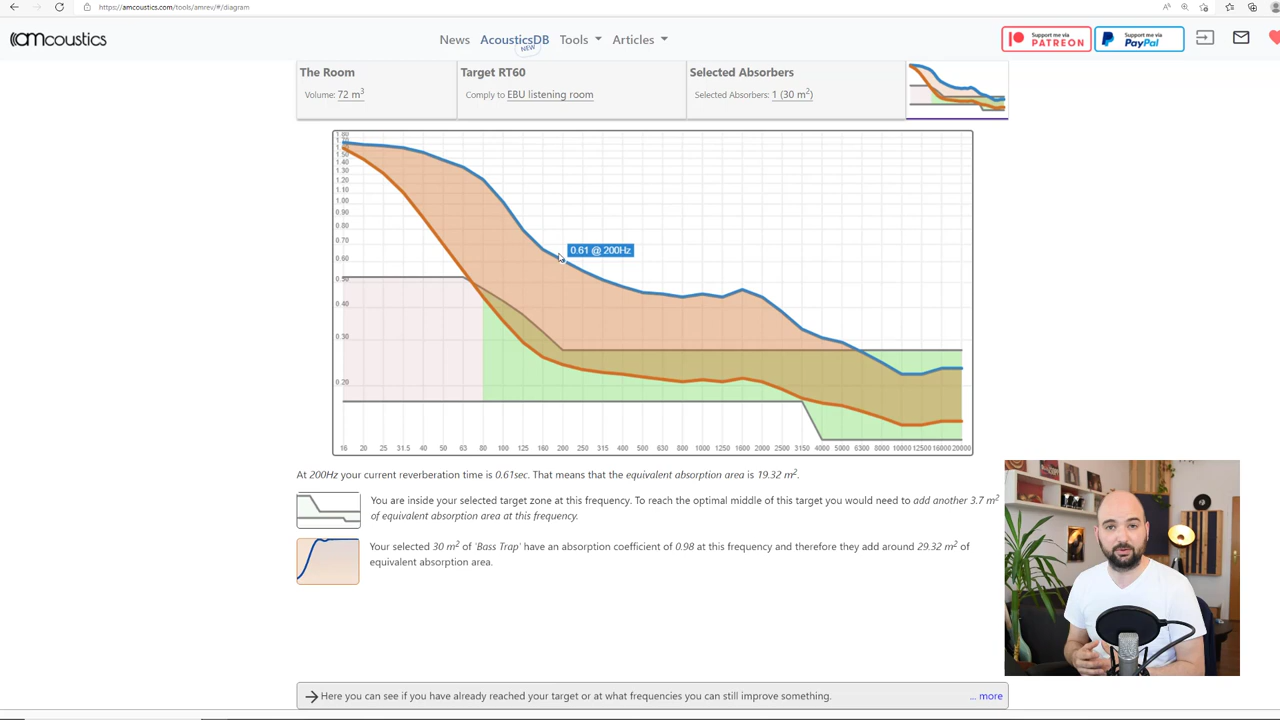 https://amcoustics.com/tools/amrev/#/diagram
amcoustics
News
AcousticsDB
NEW
Tools
Articles
Support me via
PATREON
Support me via
PayPal
The Room
Volume: 72 m³
Target RT60
Comply to EBU listening room
Selected Absorbers
Selected Absorbers: 1 (30 m²)
1.40
1.30
1.20
1.10
1.00
0.90
0.80
0.70
0.60
0.50
0.40
0.30
0.20
0.61 @ 200Hz
16 20 25 31.5 40 50 63 80 100 125 160 200 250 315 400 500 630 800 1000 1250 1600 2000 2500 3150 4000 5000 6300 8000 10000 12500 16000 20000
At 200Hz your current reverberation time is 0.61sec. That means that the equivalent absorption area is 19.32 m².
You are inside your selected target zone at this frequency. To reach the optimal middle of this target you would need to add another 3.7 m²
of equivalent absorption area at this frequency.
Your selected 30 m² of 'Bass Trap' have an absorption coefficient of 0.98 at this frequency and therefore they add around 29.32 m² of
equivalent absorption area.
Here you can see if you have already reached your target or at what frequencies you can still improve something.
... more